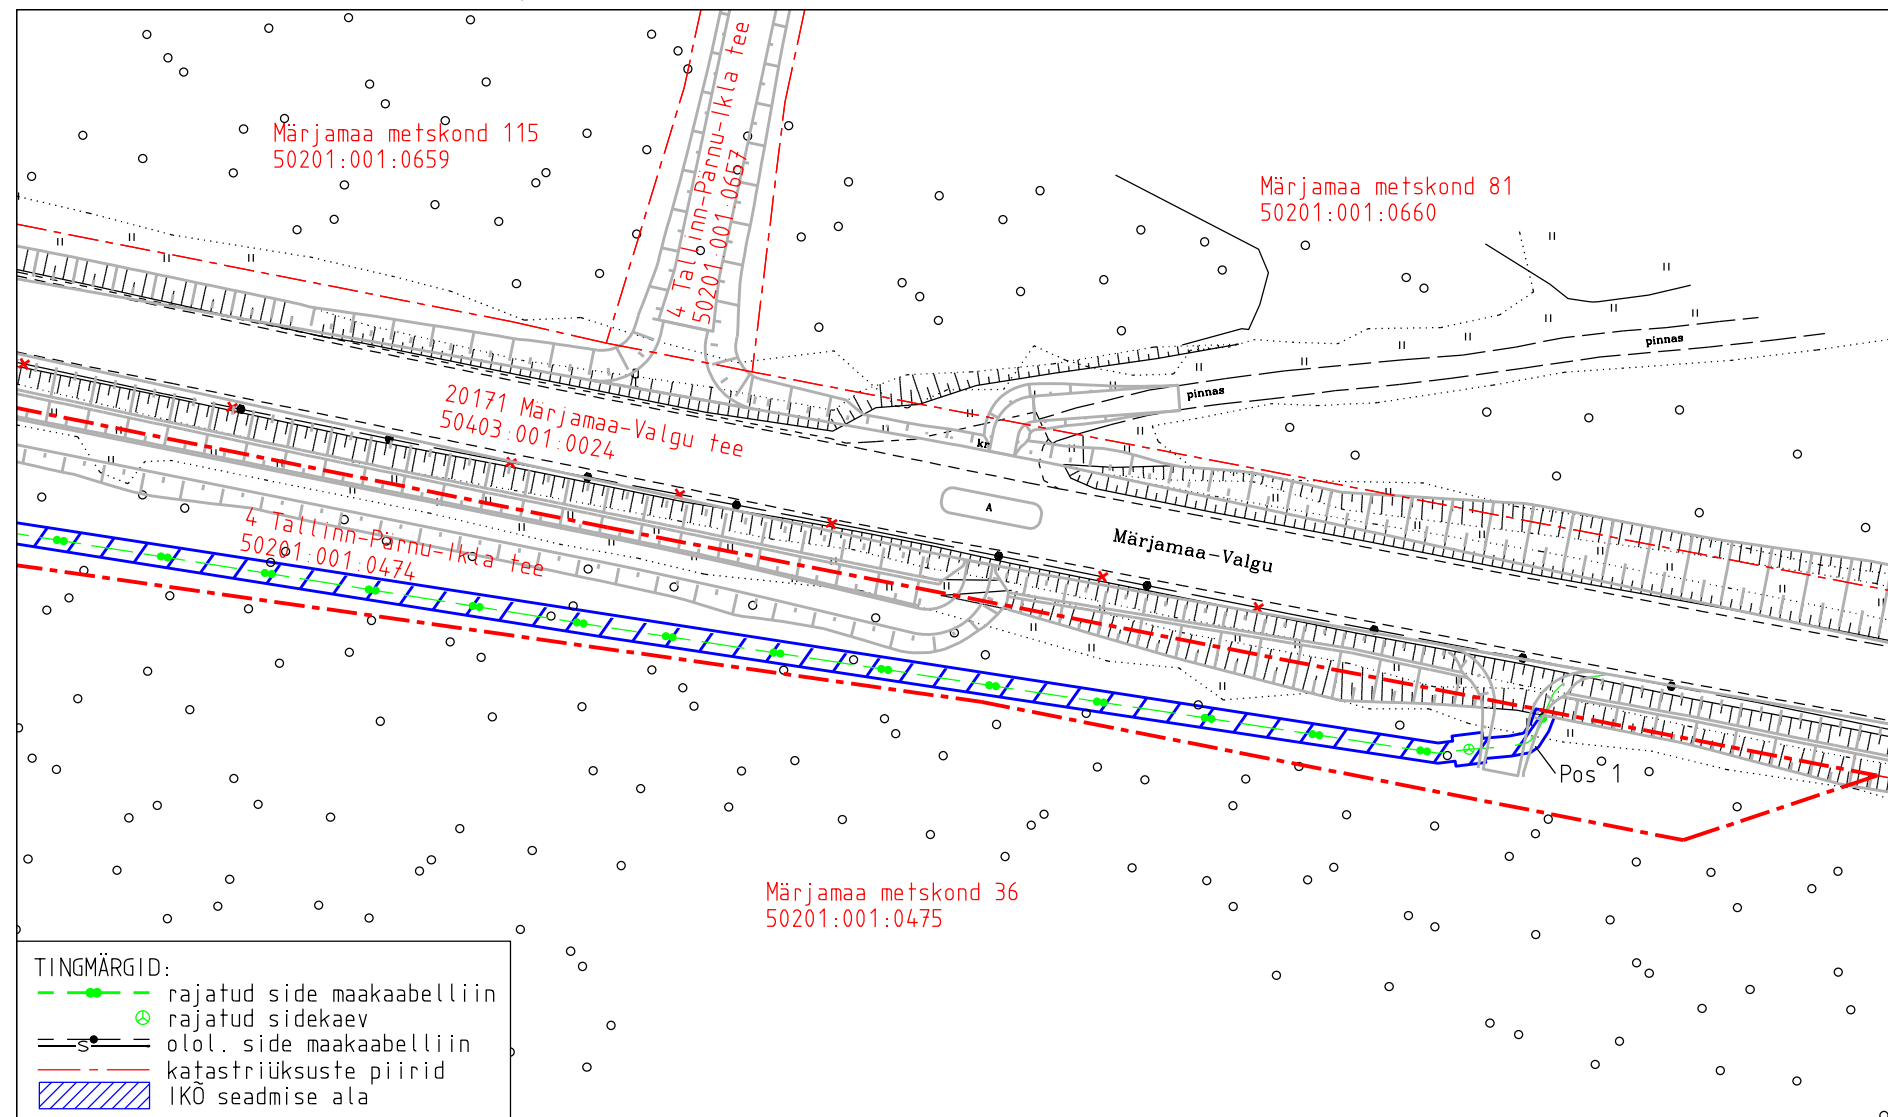 Märjamaa metskond 115
50201:001:0659
4 Tallinn-Pärnu-Ikla tee
50201:001:0657
Märjamaa metskond 81
50201:001:0660
pinnas
pinnas
20171 Märjamaa-Valgu tee
50403:001:0024
kr
A
Märjamaa-Valgu
4 Tallinn-Pärnu-Ikla tee
50201:001:0474
Pos 1
Märjamaa metskond 36
50201:001:0475
TINGMÄRGID:
rajatud side maakaabelliin
rajatud sidekaev
S olol. side maakaabelliin
katastriüksuste piirid
IKÕ seadmise ala